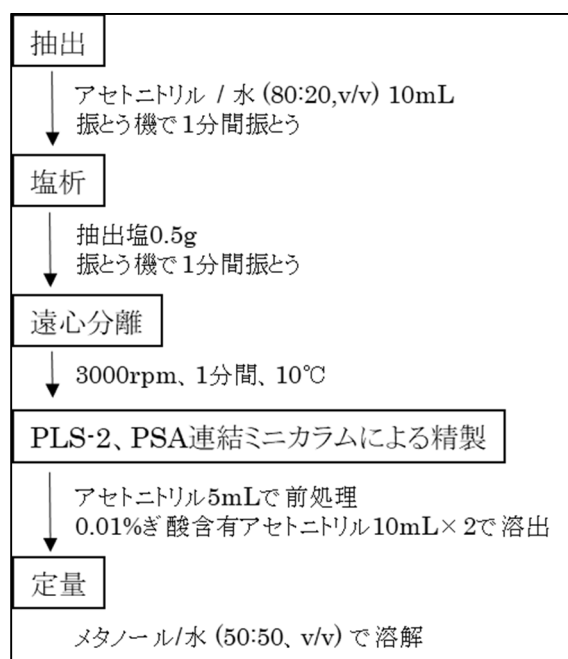 抽出
アセトニトリル / 水 (80:20,v/v) 10mL
振とう機で1分間振とう
塩析
抽出塩0.5g
振とう機で1分間振とう
遠心分離
3000rpm、1分間、10℃
PLS-2、PSA連結ミニカラムによる精製
アセトニトリル5mLで前処理
0.01%ぎ酸含有アセトニトリル10mL×2で溶出
定量
メタノール/水 (50:50、v/v) で溶解